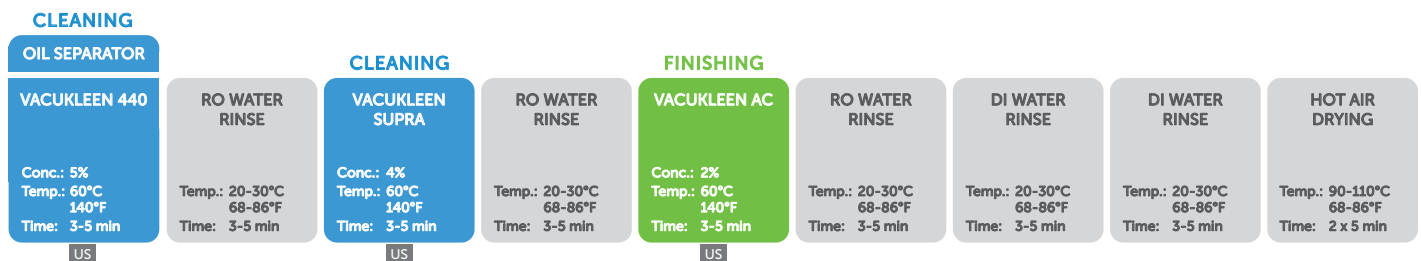 CLEANING
OIL SEPARATOR
VACUKLEEN 440
Conc.: 5%
Temp.: 60°C
140°F
Time: 3-5 min
US
RO WATER
RINSE
Temp.: 20-30°C
68-86°F
Time: 3-5 min
CLEANING
VACUKLEEN
SUPRA
Conc.: 4%
Temp.: 60°C
140°F
Time: 3-5 min
US
RO WATER
RINSE
Temp.: 20-30°C
68-86°F
Time: 3-5 min
FINISHING
VACUKLEEN AC
Conc.: 2%
Temp.: 60°C
140°F
Time: 3-5 min
US
RO WATER
RINSE
Temp.: 20-30°C
68-86°F
Time: 3-5 min
DI WATER
RINSE
Temp.: 20-30°C
68-86°F
Time: 3-5 min
DI WATER
RINSE
Temp.: 20-30°C
68-86°F
Time: 3-5 min
HOT AIR
DRYING
Temp.: 90-110°C
68-86°F
Time: 2 x 5 min